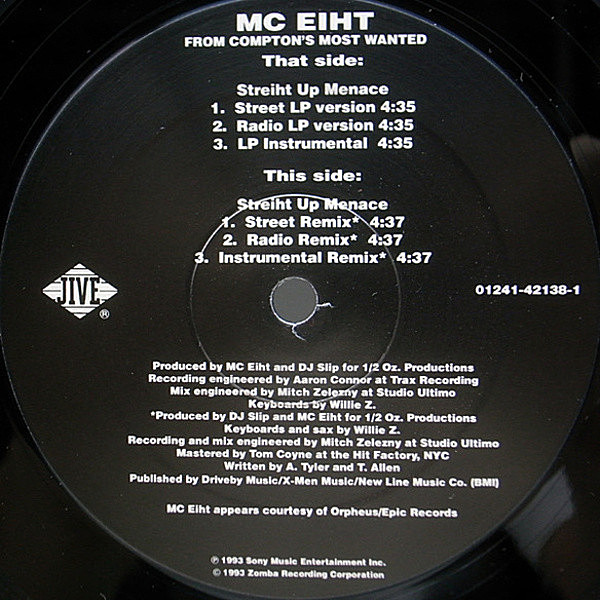 MC EIHT
FROM COMPTON'S MOST WANTED
That side:
Streiht Up Menace
1. Street LP version 4:35
2. Radio LP version 4:35
3. LP Instrumental 4:35
This side:
Streiht Up Menace
1. Street Remix* 4:37
2. Radio Remix* 4:37
3. Instrumental Remix* 4:37
JIVE ®
01241-42138-1
Produced by MC Eiht and DJ Slip for 1/2 Oz. Productions
Recording engineered by Aaron Connor at Trax Recording
Mix engineered by Mitch Zelezny at Studio Ultimo
Keyboards by Willie Z.
*Produced by DJ Slip and MC Eiht for 1/2 Oz. Productions
Keyboards and sax by Willie Z.
Recording and mix engineered by Mitch Zelezny at Studio Ultimo
Mastered by Tom Coyne at the Hit Factory, NYC
Written by A. Tyler and T. Allen
Published by Driveby Music/X-Men Music/New Line Music Co. (BMI)
MC Eiht appears courtesy of Orpheus/Epic Records
℗ 1993 Sony Music Entertainment Inc.
© 1993 Zomba Recording Corporation